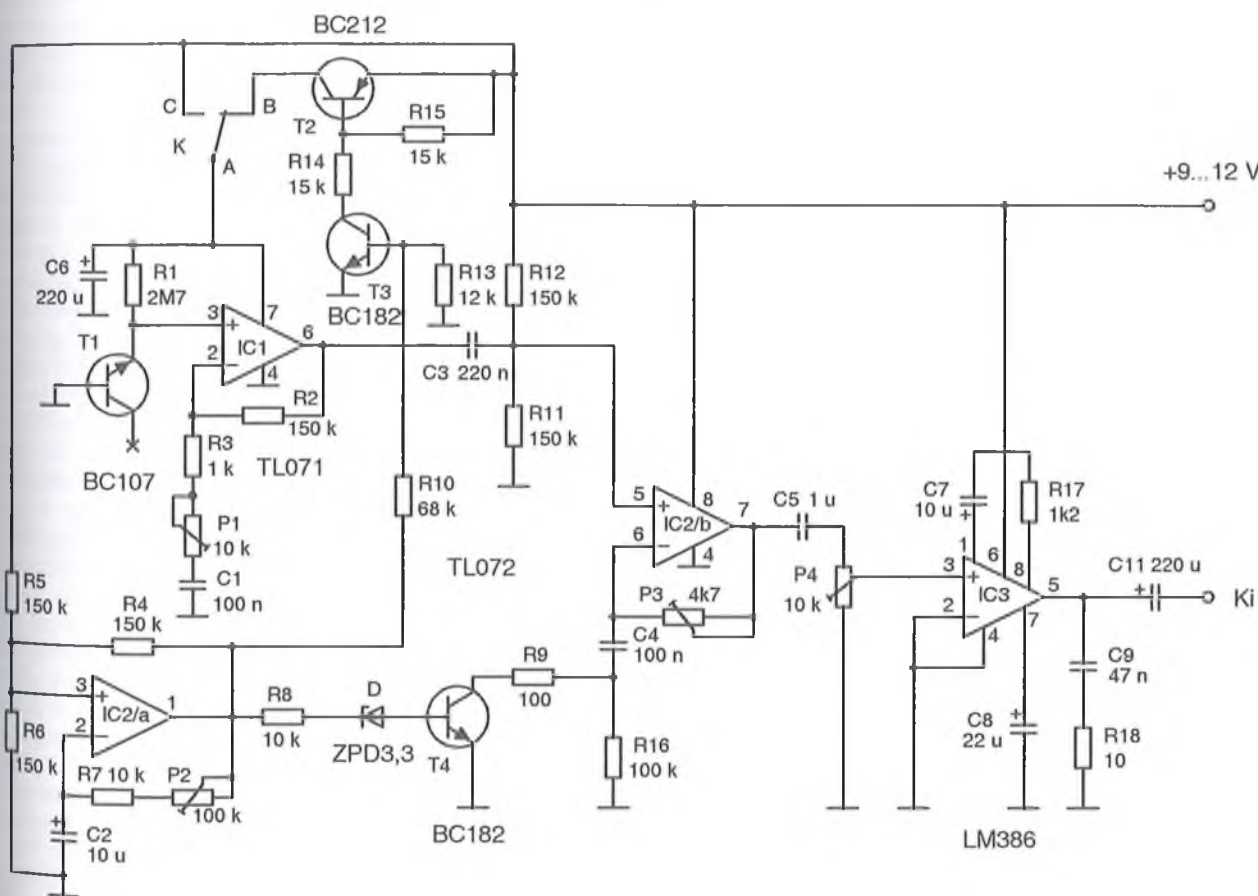 BC212
C
B
K
A
T2
R15
15 k
R14
15 k
+9...12 V
C6
+
220 u
R1
2M7
T3
BC182
R13
12 k
R12
150 k
T1
3
+
7
2
−
IC1
6
4
C3 220 n
R2
150 k
R11
150 k
R3
1 k
TL071
BC107
P1
10 k
C1
100 n
R10
68 k
TL072
5
+
8
6
−
IC2/b
7
4
C5 1 u
C7
10 u
+
R17
1k2
P4
10 k
1
6
8
3
+
IC3
5
2
−
4
7
C11 220 u
+
Ki
R5
150 k
R4
150 k
P3
4k7
C4
100 n
R9
100
C9
47 n
3
+
IC2/a
1
2
−
R6
150 k
R8
10 k
D
ZPD3,3
T4
R16
100 k
C8
+
22 u
R18
10
R7 10 k
P2
100 k
+
C2
10 u
BC182
LM386